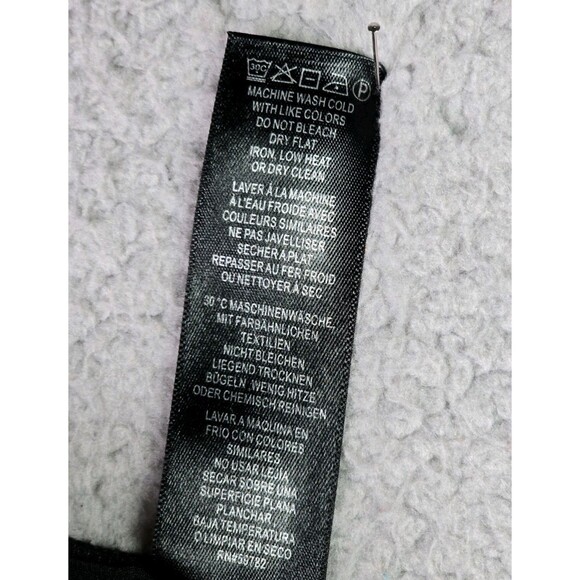 30C P
MACHINE WASH COLD
WITH LIKE COLORS
DO NOT BLEACH
DRY FLAT
IRON, LOW HEAT
OR DRY CLEAN
LAVER À LA MACHINE
À L'EAU FROIDE AVEC
COULEURS SIMILAIRES
NE PAS JAVELLISER
SECHER A PLAT
REPASSER AU FER FROID
OU NETTOYER À SEC
30 °C MASCHINENWÄSCHE,
MIT FARBÄHNLICHEN
TEXTILIEN
NICHT BLEICHEN
LIEGEND TROCKNEN
BÜGELN, WENIG HITZE
ODER CHEMISCH REINIGEN
LAVAR A MAQUINA EN
FRIO CON COLORES
SIMILARES
NO USAR LEJIA
SECAR SOBRE UNA
SUPERFICIE PLANA
PLANCHAR
BAJA TEMPERATURA
O LIMPIAR EN SECO
RN#59782